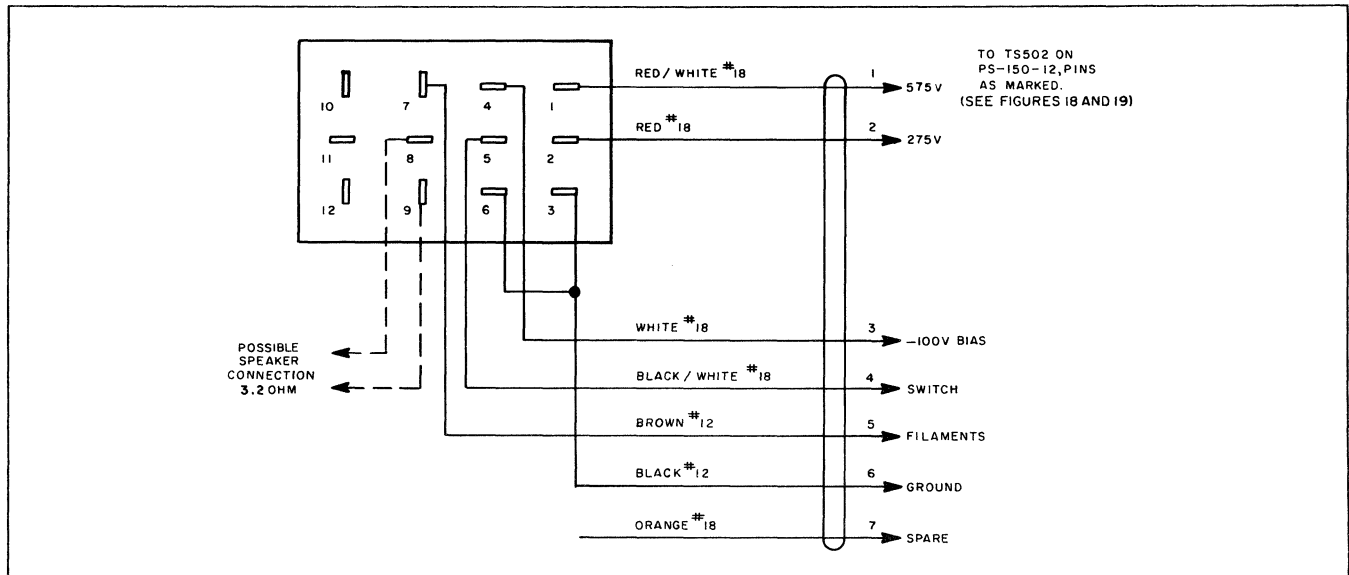 TO TS502 ON
PS-150-12, PINS
AS MARKED.
(SEE FIGURES 18 AND 19)
10
7
4
1
RED/WHITE #18
1
575V
11
8
5
2
RED #18
2
275V
12
9
6
3
WHITE #18
3
-100V BIAS
POSSIBLE
SPEAKER
CONNECTION
3.2 OHM
BLACK/WHITE #18
4
SWITCH
BROWN #12
5
FILAMENTS
BLACK #12
6
GROUND
ORANGE #18
7
SPARE